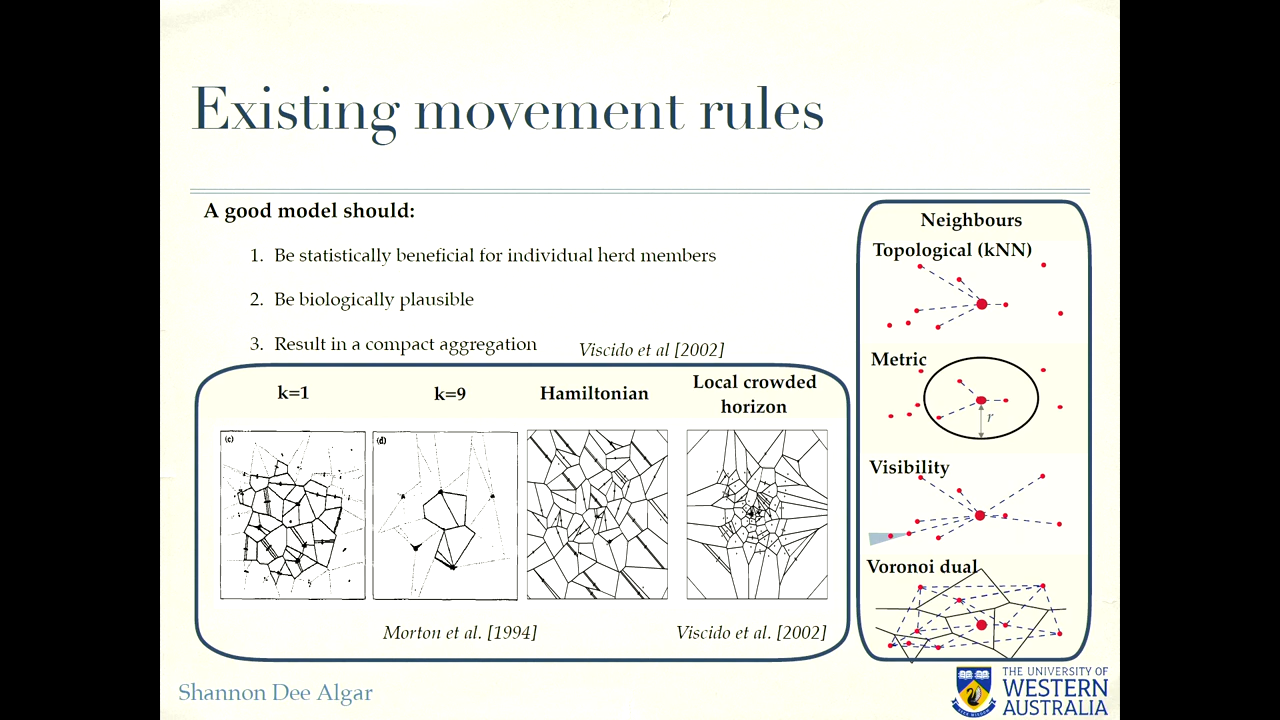 Existing movement rules
A good model should:
1. Be statistically beneficial for individual herd members
2. Be biologically plausible
3. Result in a compact aggregation
Viscido et al [2002]
k=1
k=9
Hamiltonian
Local crowded
horizon
(c)
(d)
Morton et al. [1994]
Viscido et al. [2002]
Neighbours
Topological (kNN)
Metric
r
Visibility
Voronoi dual
Shannon Dee Algar
THE UNIVERSITY OF
WESTERN
AUSTRALIA